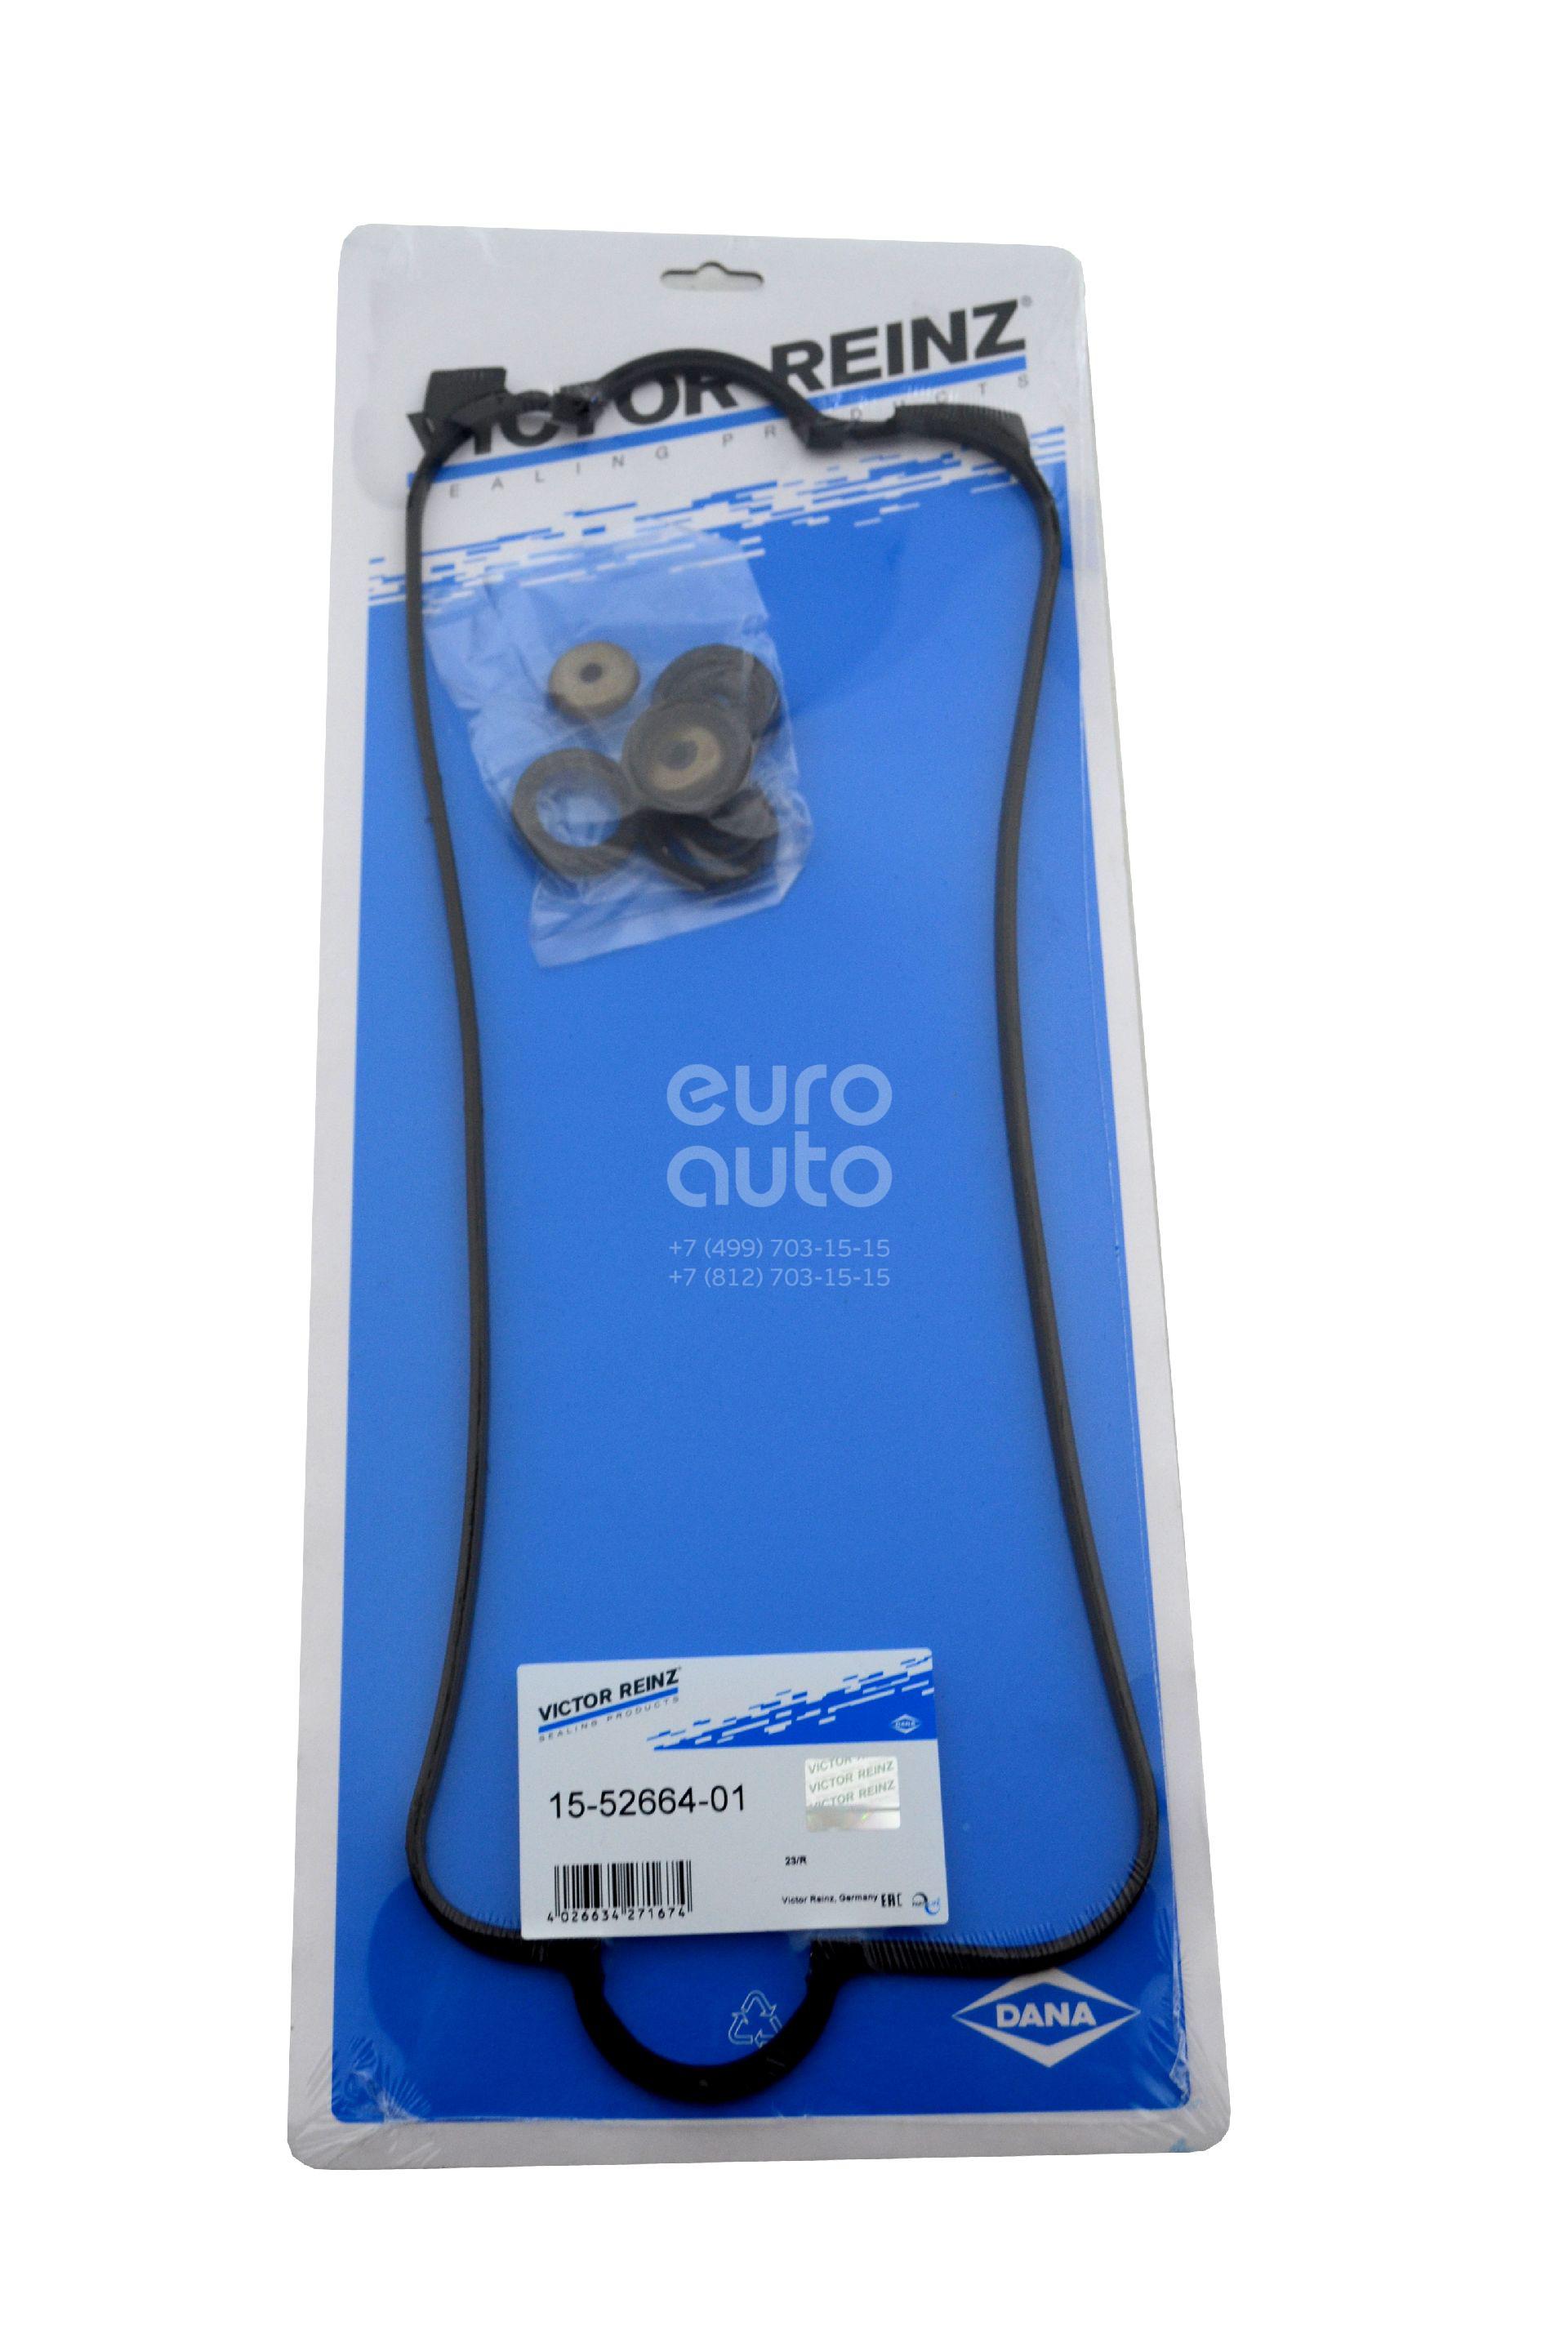 VICTOR REINZ®
SEALING PRODUCTS
euro
auto
+7 (499) 703-15-15
+7 (812) 703-15-15
VICTOR REINZ
SEALING PRODUCTS
DANA
15-52664-01
VICTOR REINZ
VICTOR REINZ
VICTOR REINZ
23/R
Victor Reinz, Germany EAC
4 026634 271674
DANA